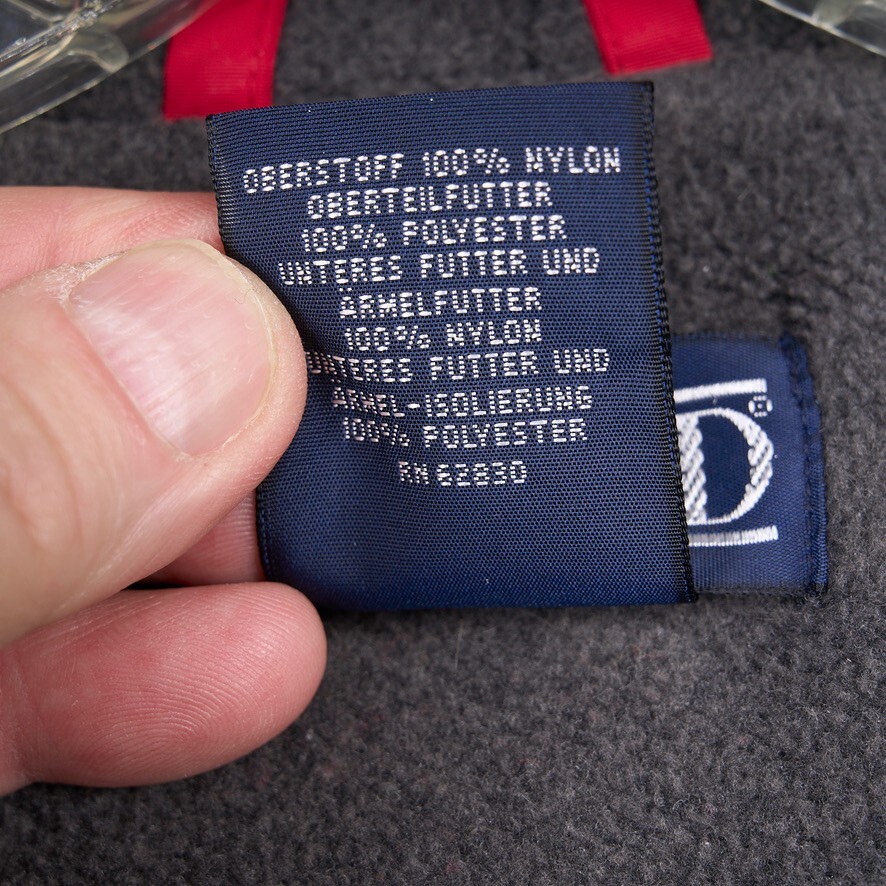 OBERSTOFF 100% NYLON
OBERTEILFUTTER
100% POLYESTER
UNTERES FUTTER UND
ARMELFUTTER
100% NYLON
UNTERES FUTTER UND
ARMEL-ISOLIERUNG
100% POLYESTER
RN 62830
D